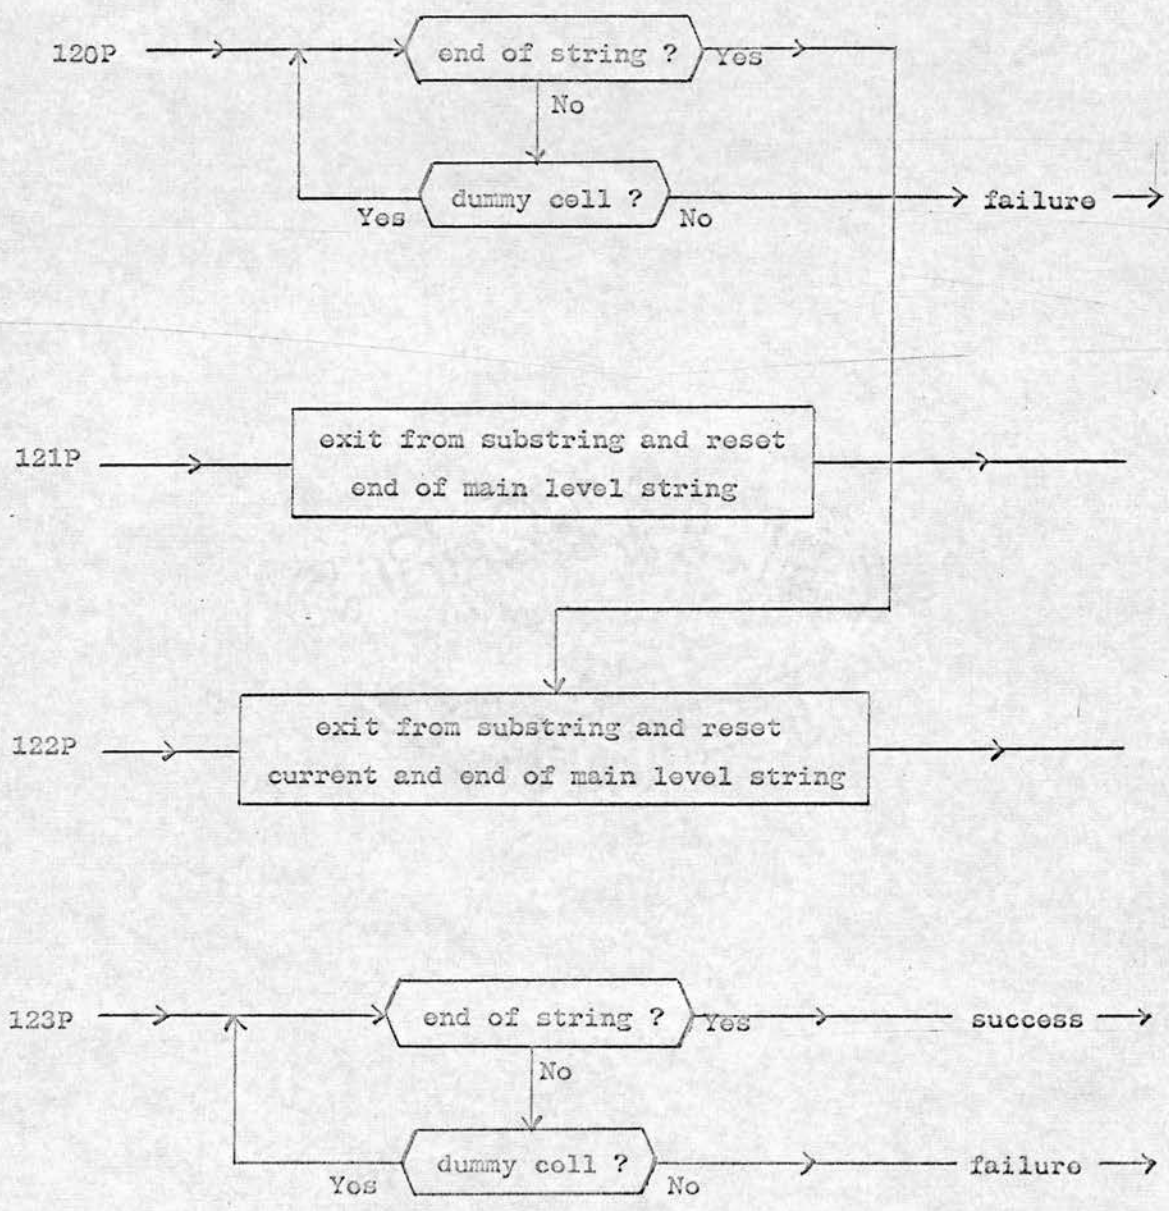 120P end of string ? Yes
No
dummy cell ?
Yes No failure
121P exit from substring and reset
end of main level string
122P exit from substring and reset
current and end of main level string
123P end of string ? Yes success
No
dummy cell ? failure
Yes No